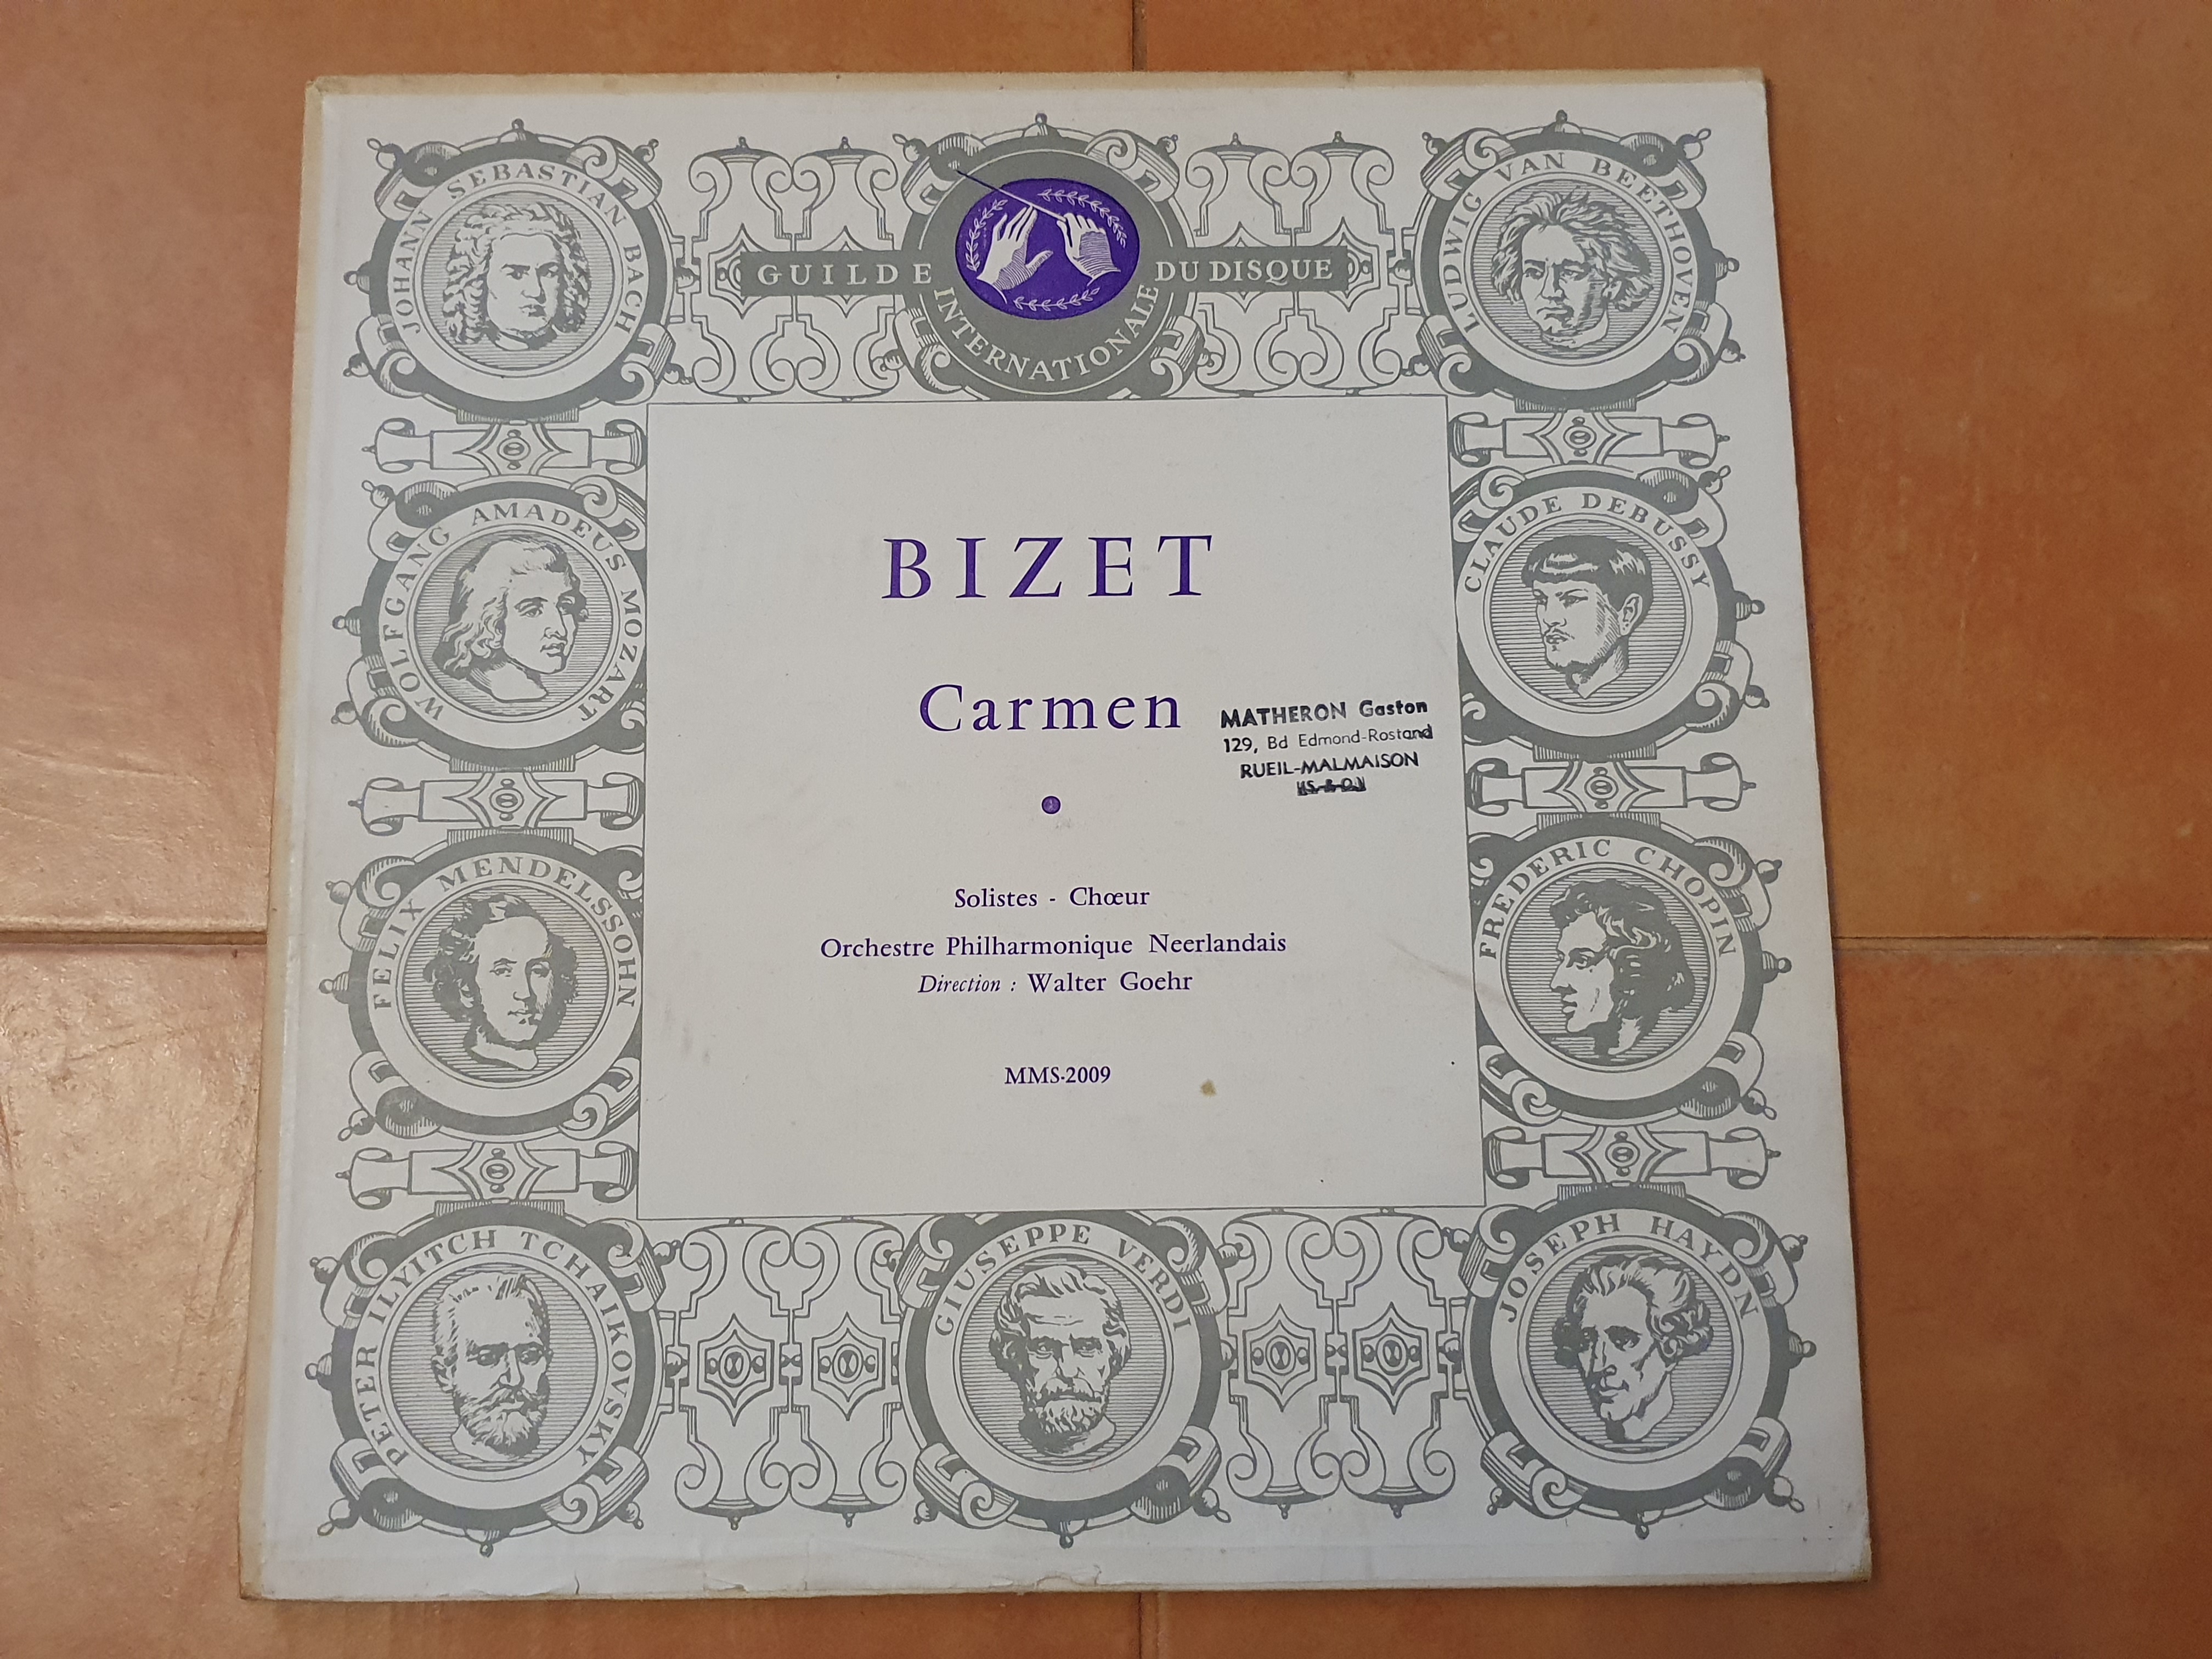 JOHANN SEBASTIAN BACH
GUILDE INTERNATIONALE DU DISQUE
LUDWIG VAN BEETHOVEN
WOLFGANG AMADEUS MOZART
CLAUDE DEBUSSY
BIZET
Carmen
MATHERON Gaston
129, Bd Edmond-Rostand
RUEIL-MALMAISON
Solistes - Chœur
Orchestre Philharmonique Neerlandais
Direction : Walter Goehr
MMS-2009
FELIX MENDELSSOHN
FREDERIC CHOPIN
PETER ILYITCH TCHAIKOVSKY
GIUSEPPE VERDI
JOSEPH HAYDN